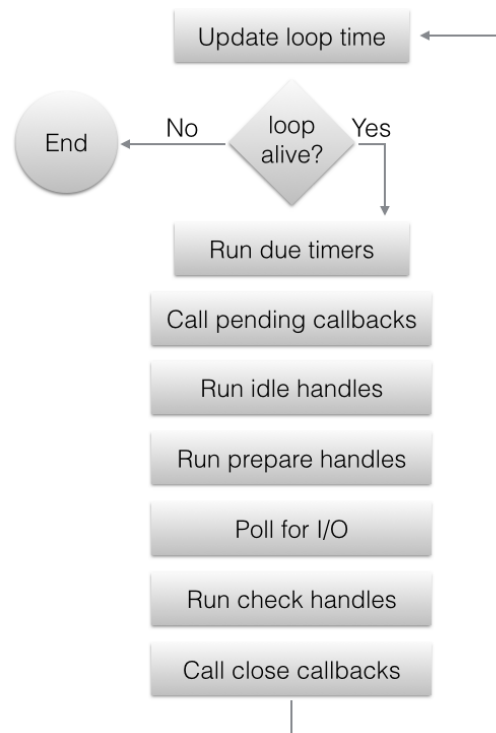 Update loop time
End
No
loop
alive?
Yes
Run due timers
Call pending callbacks
Run idle handles
Run prepare handles
Poll for I/O
Run check handles
Call close callbacks